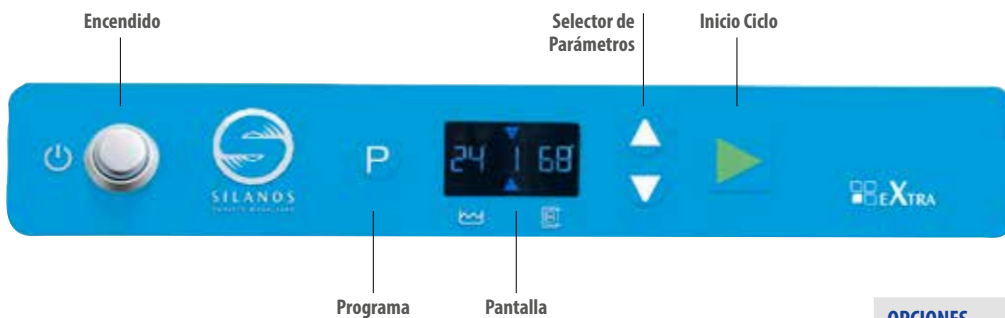 Encendido
Selector de
Parámetros
Inicio Ciclo
P
24 1 68°
SILANOS
EXTRA
Programa
Pantalla
OPCIONES